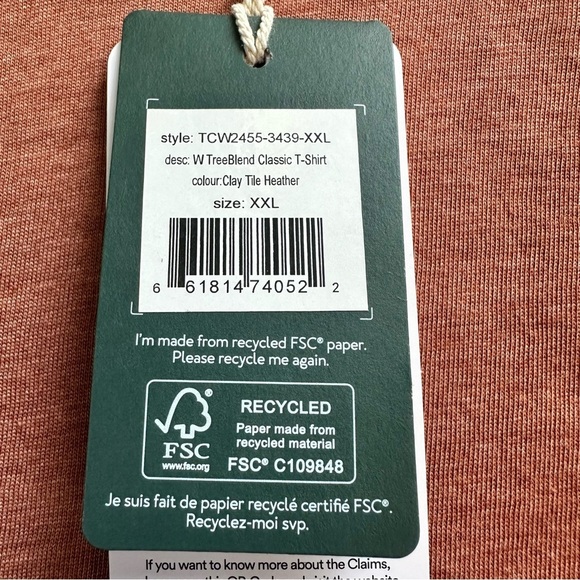 style: TCW2455-3439-XXL
desc: W TreeBlend Classic T-Shirt
colour:Clay Tile Heather
size: XXL
6 61814 74052 2
I'm made from recycled FSC® paper.
Please recycle me again.
FSC
www.fsc.org
RECYCLED
Paper made from
recycled material
FSC® C109848
Je suis fait de papier recyclé certifié FSC®.
Recyclez-moi svp.
If you want to know more about the Claims,